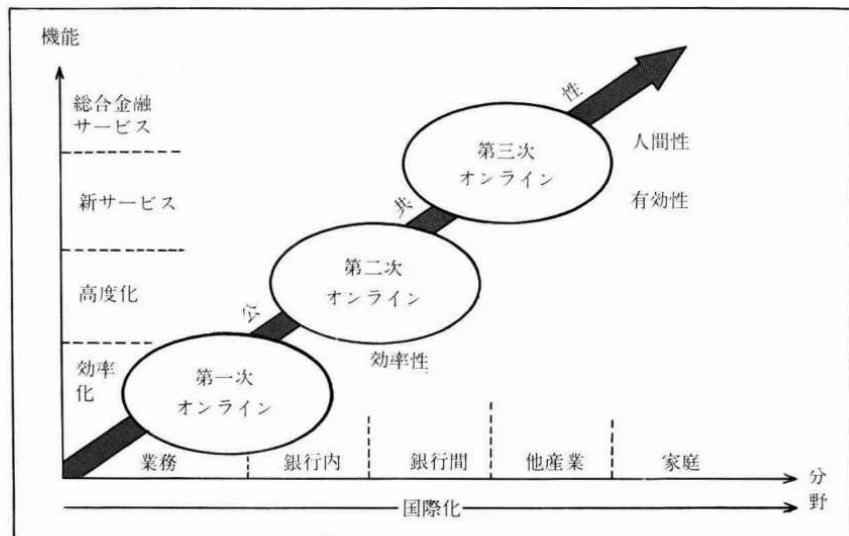 機能
総合金融
サービス
新サービス
高度化
効率
化
第三次
オンライン
第二次
オンライン
第一次
オンライン
性
共
公
人間性
有効性
効率性
業務
銀行内
銀行間
他産業
家庭
分
野
国際化